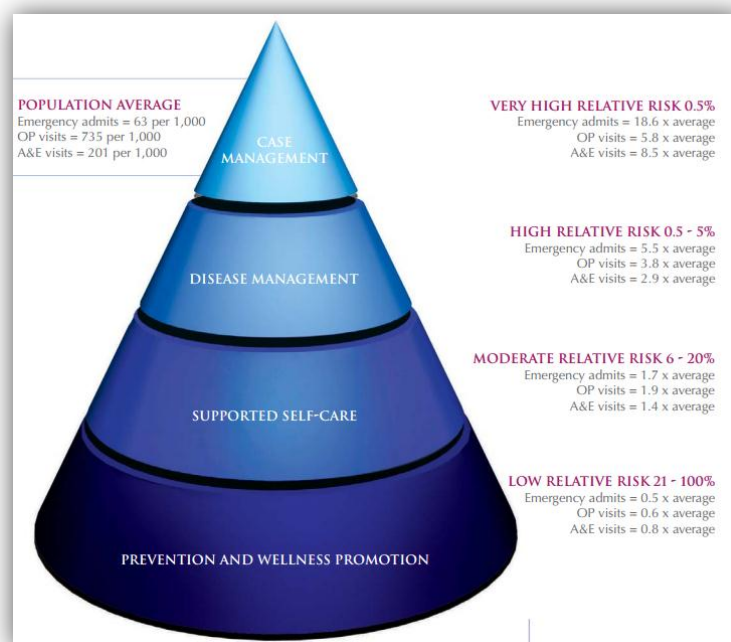 POPULATION AVERAGE
Emergency admits = 63 per 1,000
OP visits = 735 per 1,000
A&E visits = 201 per 1,000
CASE
MANAGEMENT
VERY HIGH RELATIVE RISK 0.5%
Emergency admits = 18.6 x average
OP visits = 5.8 x average
A&E visits = 8.5 x average
DISEASE MANAGEMENT
HIGH RELATIVE RISK 0.5 - 5%
Emergency admits = 5.5 x average
OP visits = 3.8 x average
A&E visits = 2.9 x average
SUPPORTED SELF-CARE
MODERATE RELATIVE RISK 6 - 20%
Emergency admits = 1.7 x average
OP visits = 1.9 x average
A&E visits = 1.4 x average
PREVENTION AND WELLNESS PROMOTION
LOW RELATIVE RISK 21 - 100%
Emergency admits = 0.5 x average
OP visits = 0.6 x average
A&E visits = 0.8 x average